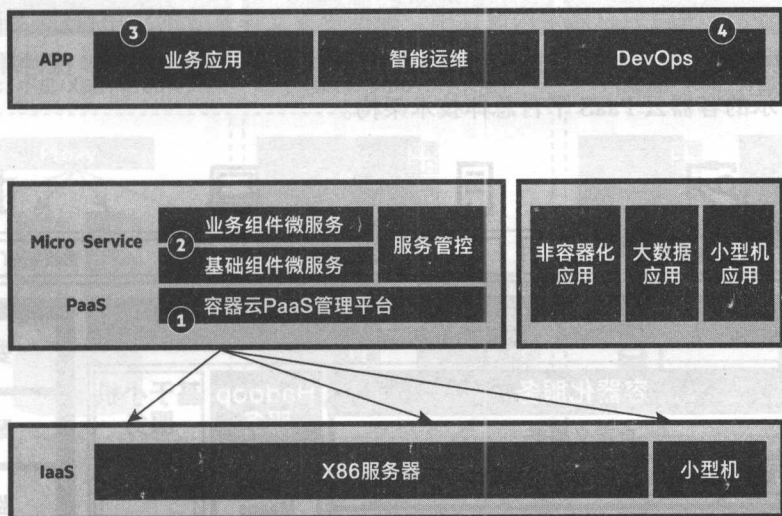 APP
3
业务应用
智能运维
4
DevOps
Micro Service
2
业务组件微服务
基础组件微服务
服务管控
PaaS
1
容器云PaaS管理平台
非容器化
应用
大数据
应用
小型机
应用
IaaS
X86服务器
小型机